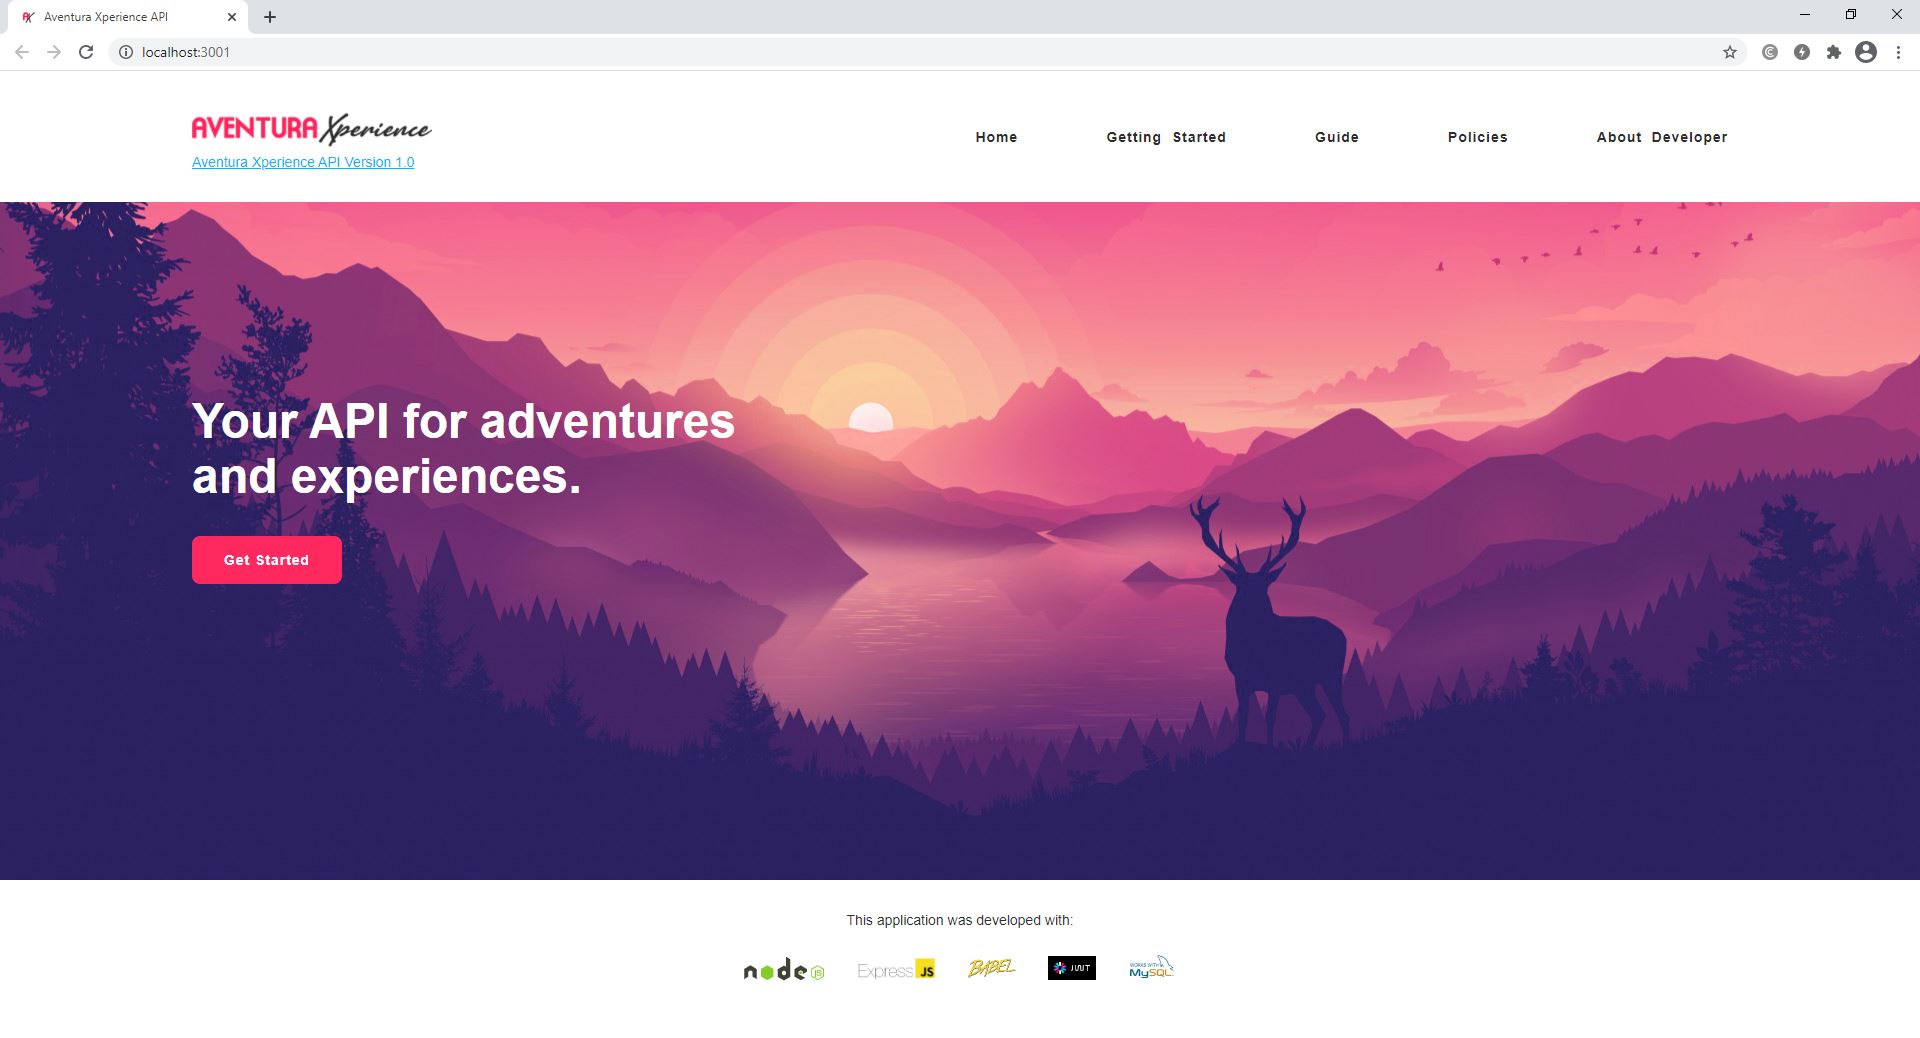 Aventura Xperience API
localhost:3001
AVENTURA Xperience
Aventura Xperience API Version 1.0
Home
Getting Started
Guide
Policies
About Developer
Your API for adventures
and experiences.
Get Started
This application was developed with:
node JS
Express JS
BABEL
JWT
WORKS WITH
MySQL